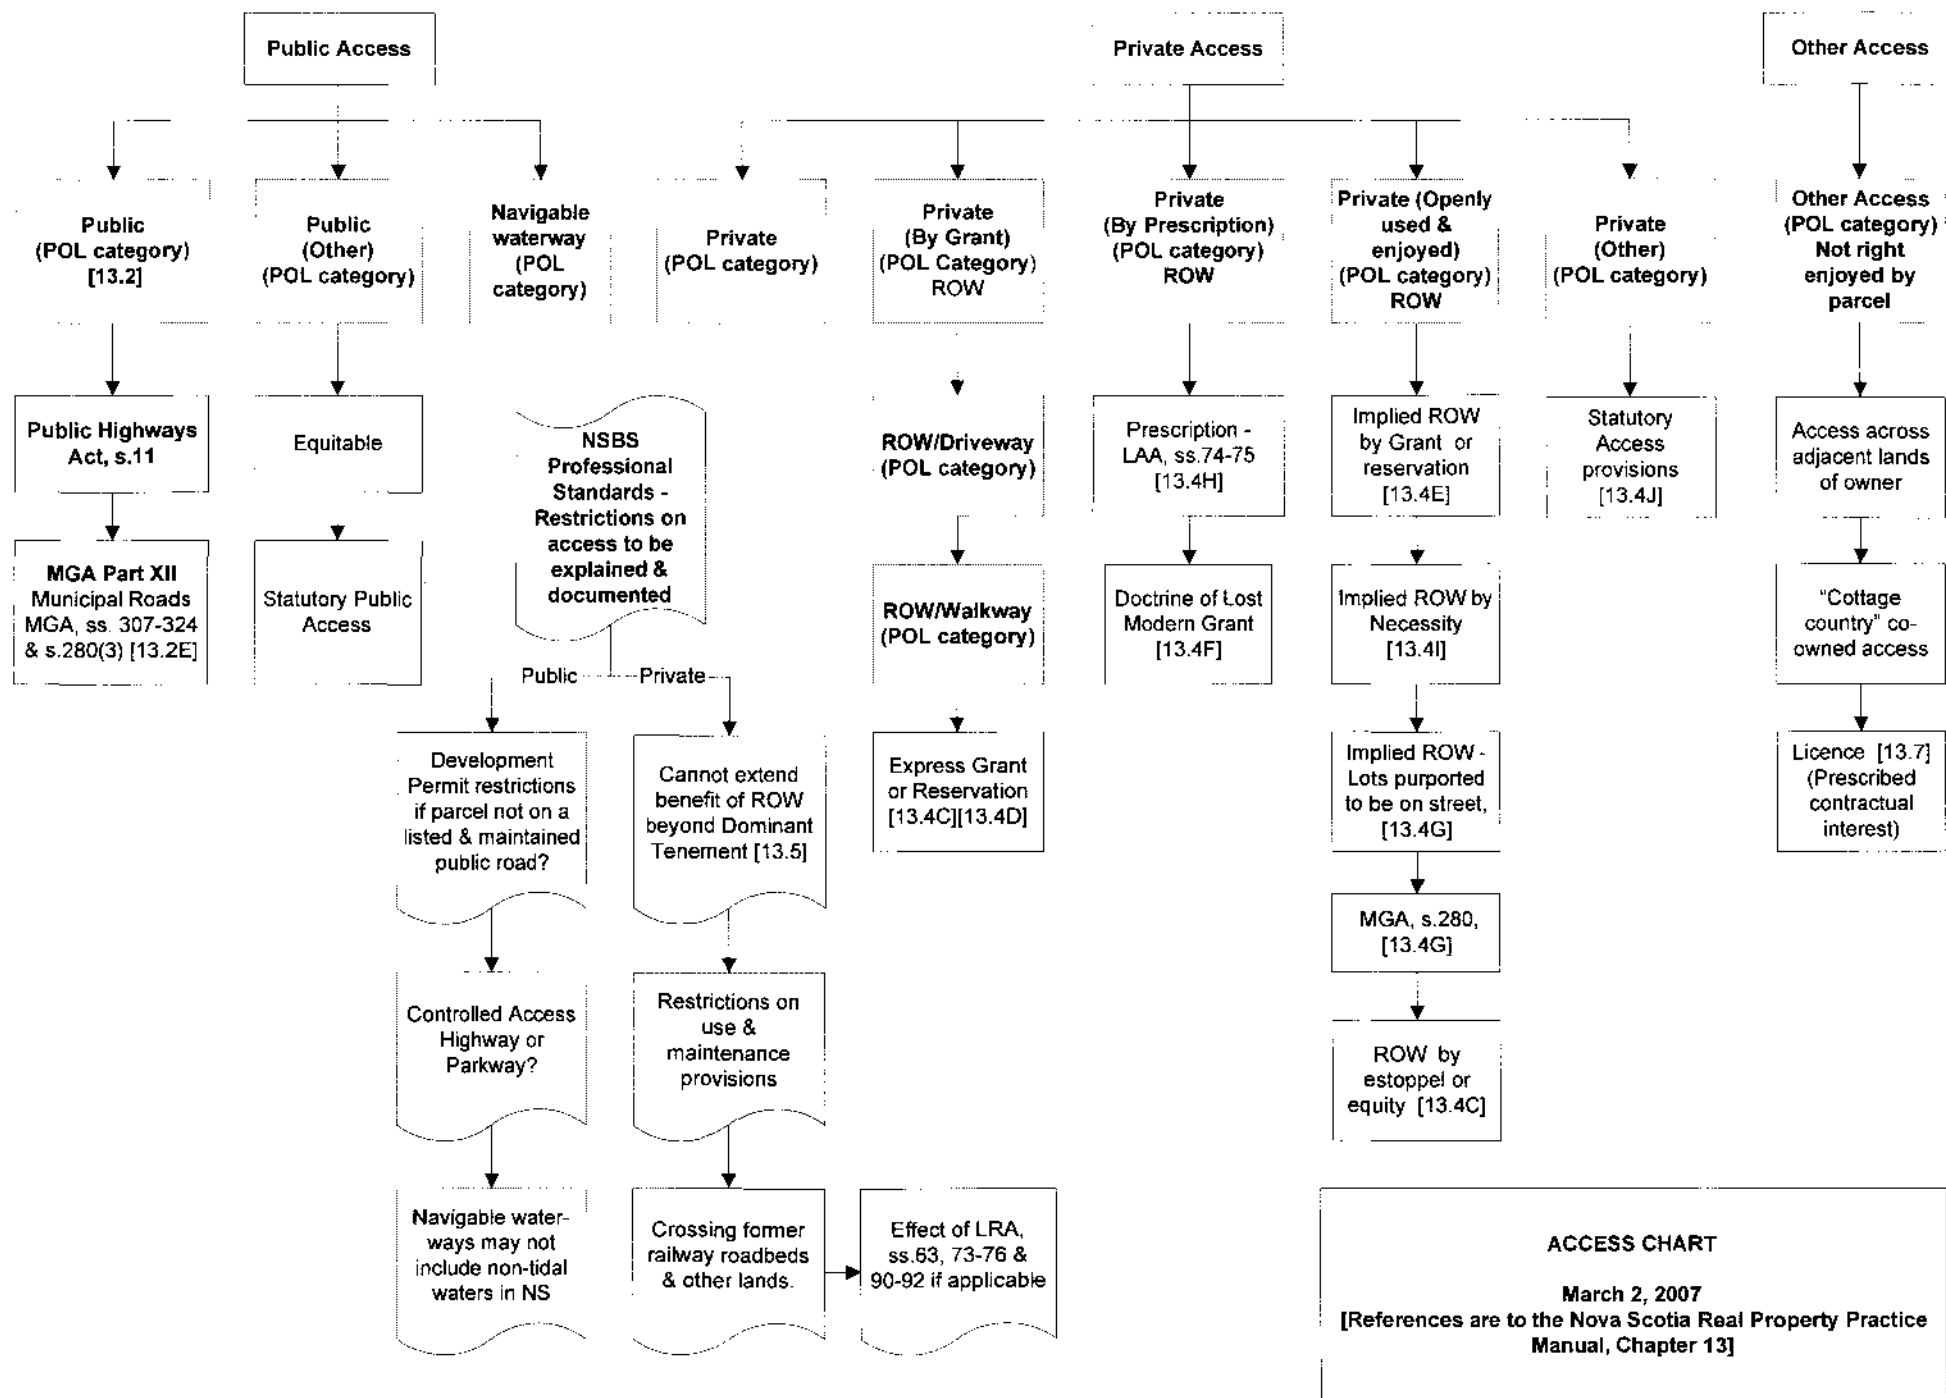 Public Access
Private Access
Other Access
Public
(POL category)
[13.2]
Public
(Other)
(POL category)
Navigable
waterway
(POL
category)
Private
(POL category)
Private
(By Grant)
(POL Category)
ROW
Private
(By Prescription)
(POL category)
ROW
Private (Openly
used &
enjoyed)
(POL category)
ROW
Private
(Other)
(POL category)
Other Access
(POL category)
Not right
enjoyed by
parcel
Public Highways
Act, s.11
Equitable
NSBS
Professional
Standards -
Restrictions on
access to be
explained &
documented
ROW/Driveway
(POL category)
Prescription -
LAA, ss.74-75
[13.4H]
Implied ROW
by Grant or
reservation
[13.4E]
Statutory
Access
provisions
[13.4J]
Access across
adjacent lands
of owner
MGA Part XII
Municipal Roads
MGA, ss. 307-324
& s.280(3) [13.2E]
Statutory Public
Access
ROW/Walkway
(POL category)
Doctrine of Lost
Modern Grant
[13.4F]
Implied ROW by
Necessity
[13.4I]
"Cottage
country" co-
owned access
Public
Private
Development
Permit restrictions
if parcel not on a
listed & maintained
public road?
Cannot extend
benefit of ROW
beyond Dominant
Tenement [13.5]
Express Grant
or Reservation
[13.4C][13.4D]
Implied ROW -
Lots purported
to be on street,
[13.4G]
Licence [13.7]
(Prescribed
contractual
interest)
MGA, s.280,
[13.4G]
Controlled Access
Highway or
Parkway?
Restrictions on
use &
maintenance
provisions
ROW by
estoppel or
equity [13.4C]
Navigable water-
ways may not
include non-tidal
waters in NS
Crossing former
railway roadbeds
& other lands.
Effect of LRA,
ss.63, 73-76 &
90-92 if applicable
ACCESS CHART
March 2, 2007
[References are to the Nova Scotia Real Property Practice
Manual, Chapter 13]